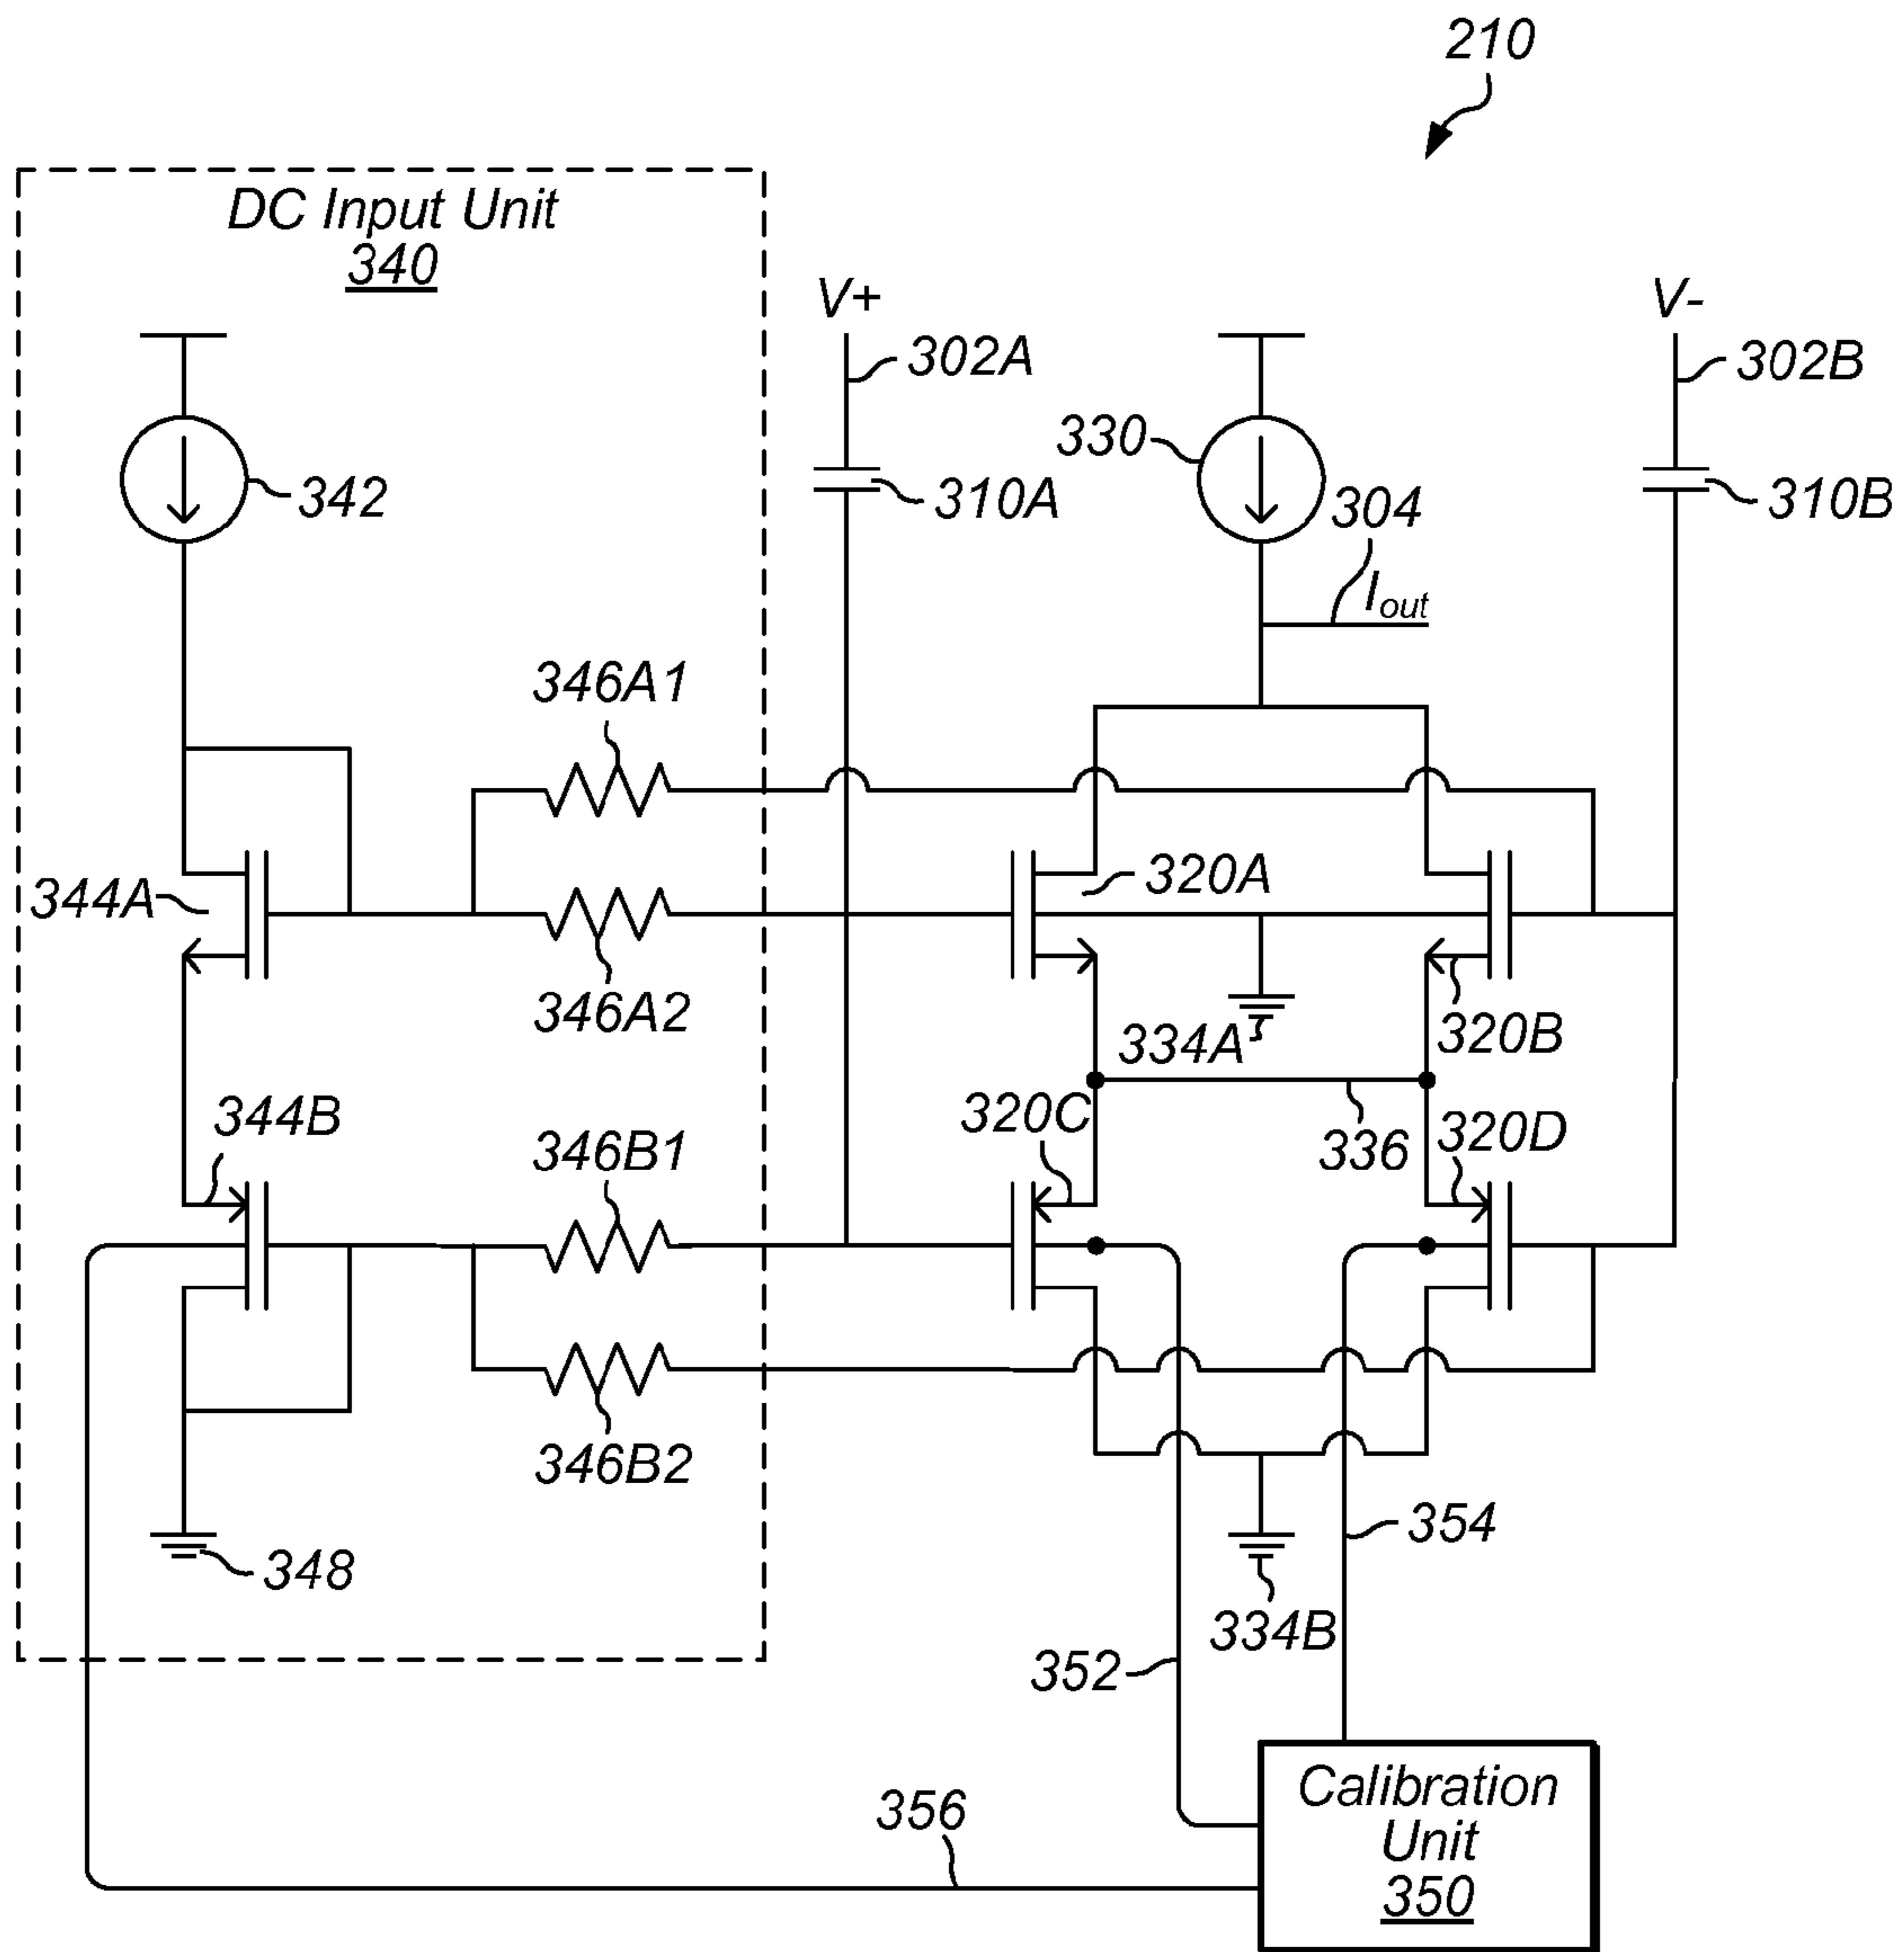 210
DC Input Unit
340
V+
V-
302A
302B
330
342
310A
304
310B
Iout
346A1
344A
320A
346A2
334A
320B
344B
320C
346B1
336
320D
346B2
348
354
334B
352
356
Calibration
Unit
350